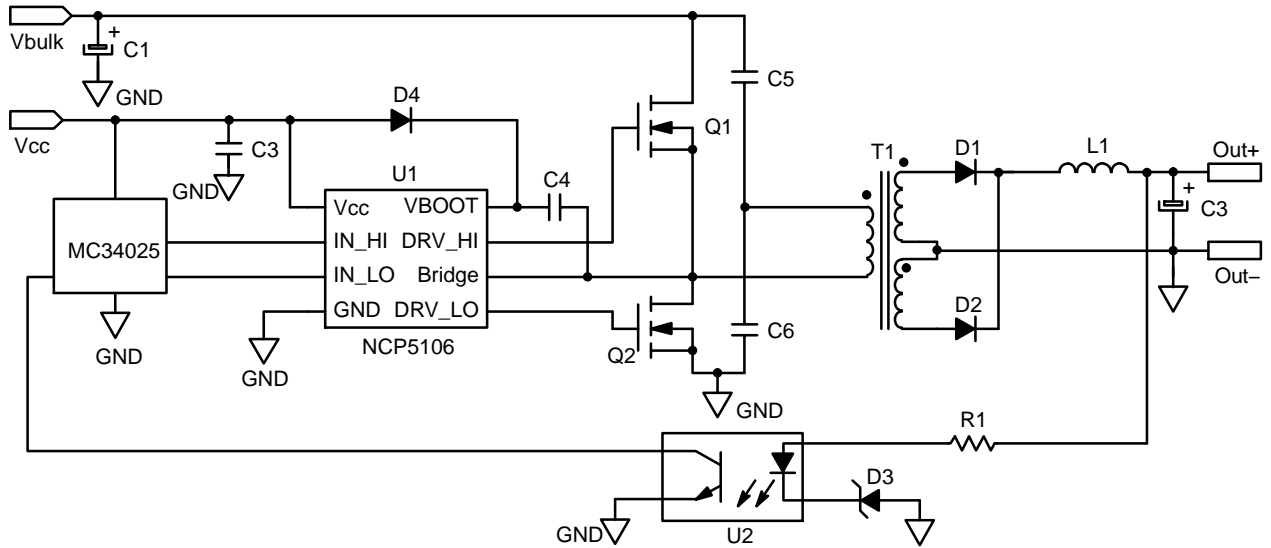 Vbulk
+
C1
GND
C5
D4
Vcc
C3
Q1
T1
D1
L1
Out+
GND
U1
C4
+
C3
Vcc VBOOT
MC34025
IN_HI DRV_HI
IN_LO Bridge
GND DRV_LO
Out–
D2
C6
GND
NCP5106
Q2
GND
GND
R1
D3
GND
U2